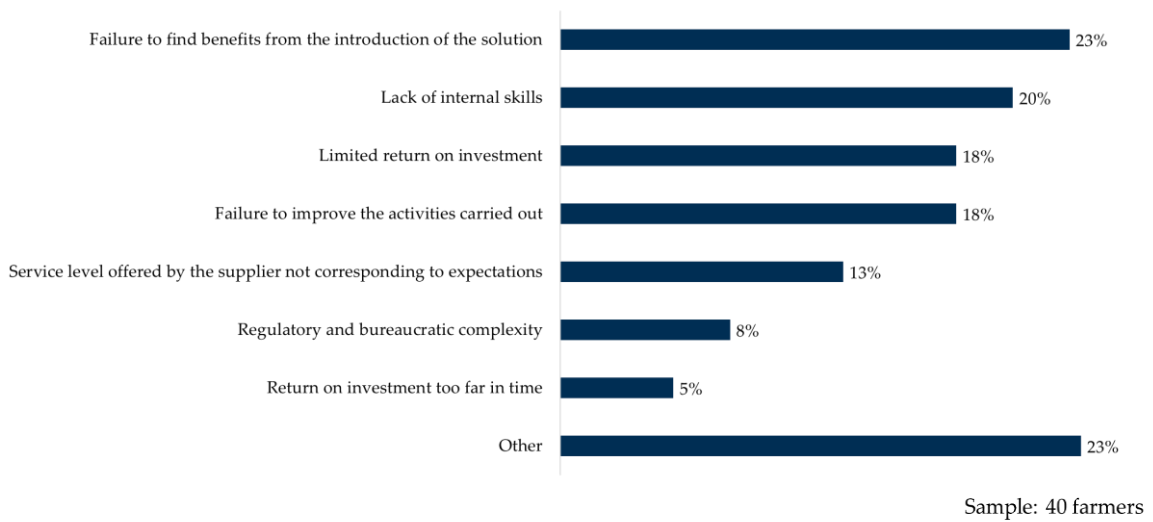 Failure to find benefits from the introduction of the solution 23%
Lack of internal skills 20%
Limited return on investment 18%
Failure to improve the activities carried out 18%
Service level offered by the supplier not corresponding to expectations 13%
Regulatory and bureaucratic complexity 8%
Return on investment too far in time 5%
Other 23%
Sample: 40 farmers